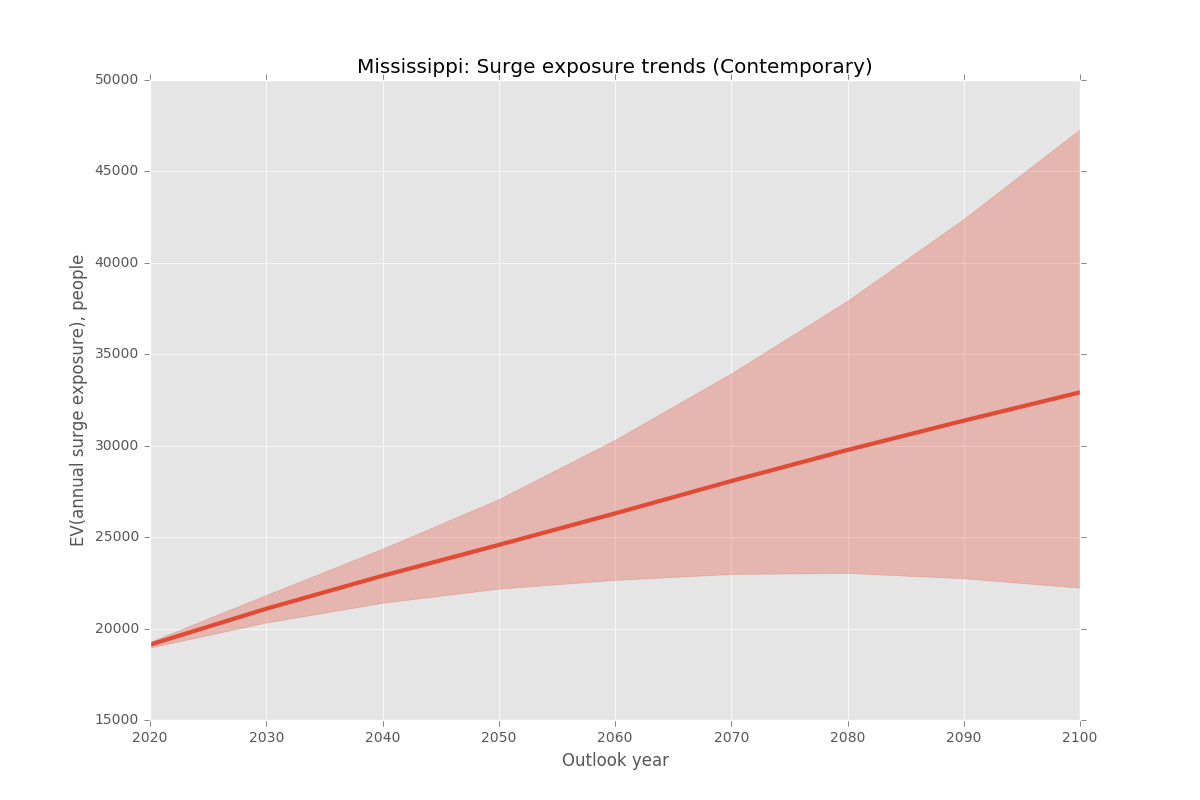 Mississippi: Surge exposure trends (Contemporary)
50000
45000
40000
35000
30000
25000
20000
15000
EV(annual surge exposure), people
2020 2030 2040 2050 2060 2070 2080 2090 2100
Outlook year